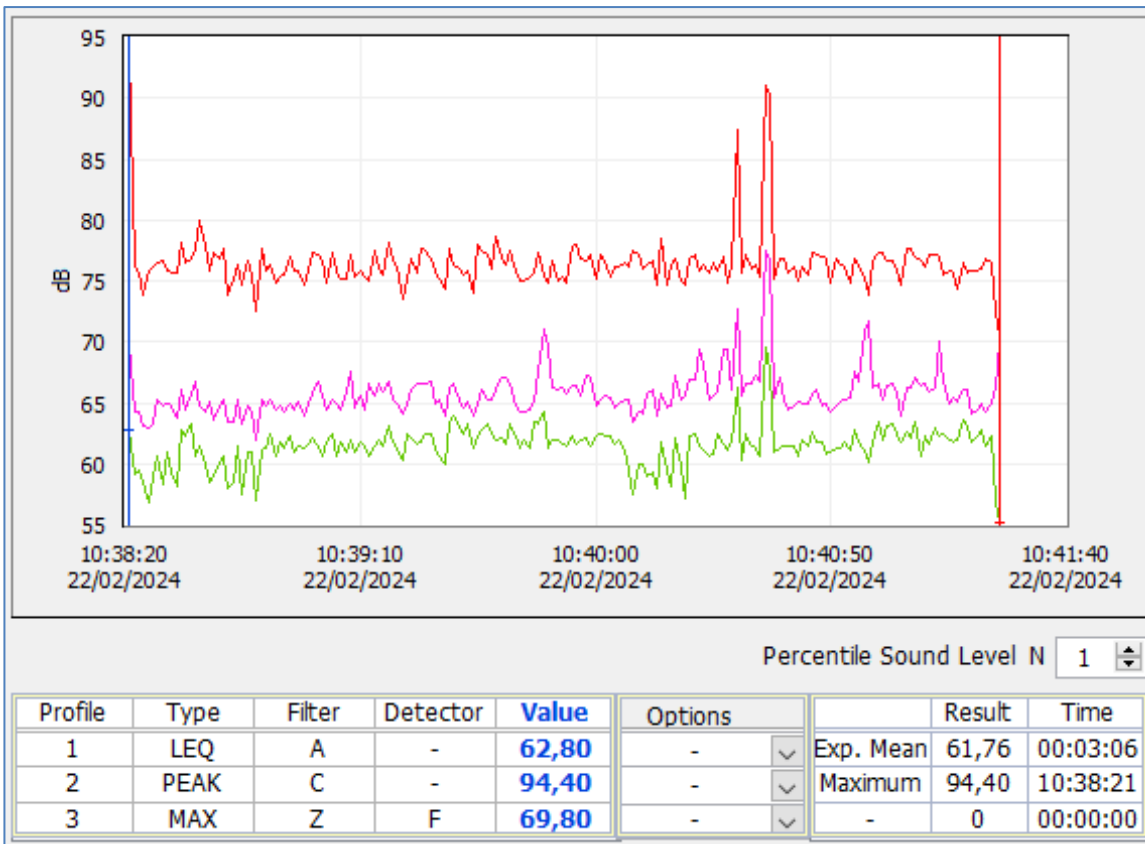 95
90
85
80
75
70
65
60
55
dB
10:38:20 10:39:10 10:40:00 10:40:50 10:41:40
22/02/2024 22/02/2024 22/02/2024 22/02/2024 22/02/2024
Percentile Sound Level N 1
Profile Type Filter Detector Value Options Result Time
1 LEQ A - 62,80 - Exp. Mean 61,76 00:03:06
2 PEAK C - 94,40 - Maximum 94,40 10:38:21
3 MAX Z F 69,80 - - 0 00:00:00